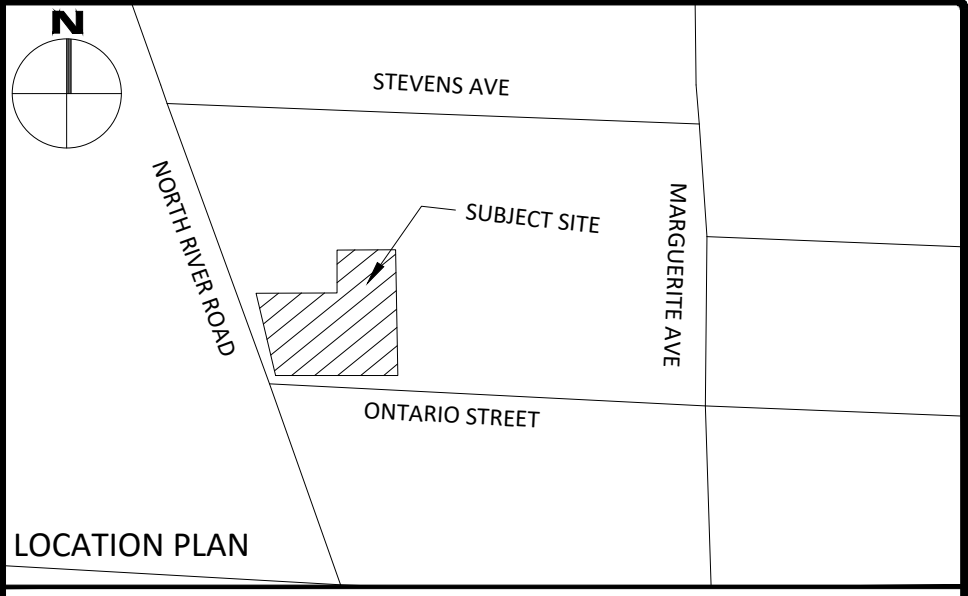 N
STEVENS AVE
NORTH RIVER ROAD
SUBJECT SITE
MARGUERITE AVE
ONTARIO STREET
LOCATION PLAN